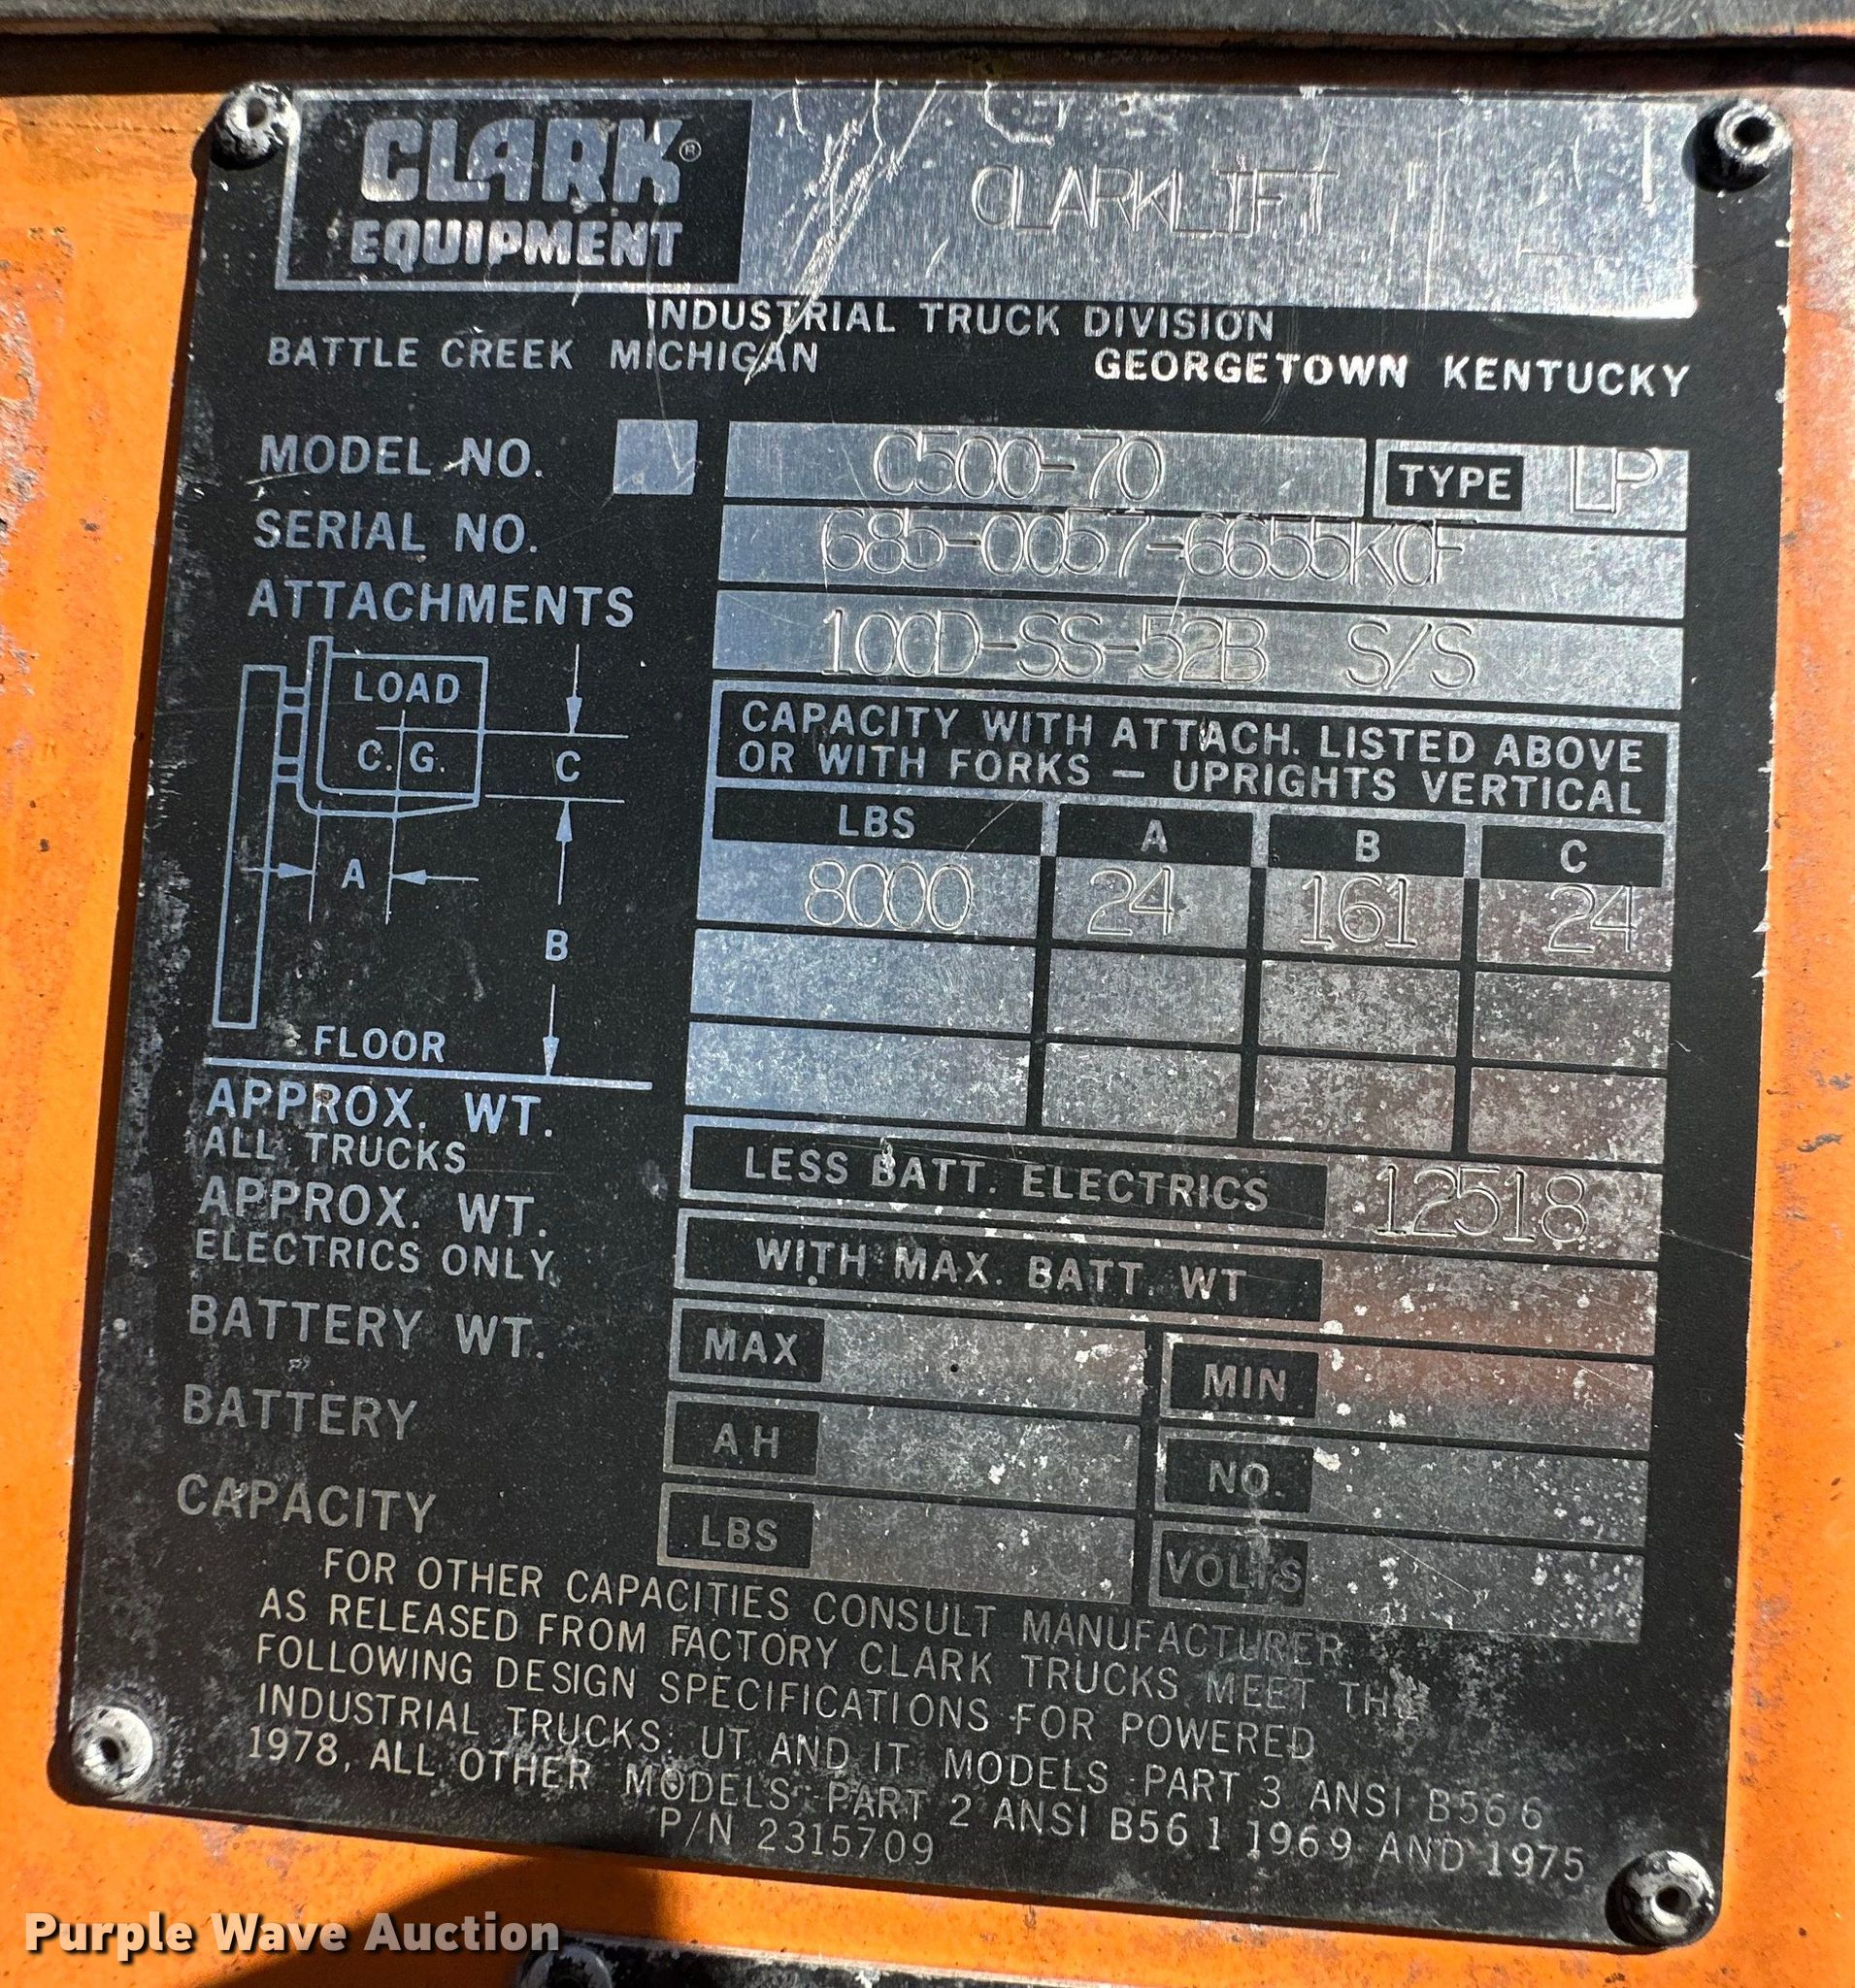 CLARK®
EQUIPMENT
CLARKLIFT
INDUSTRIAL TRUCK DIVISION
BATTLE CREEK MICHIGAN GEORGETOWN KENTUCKY
MODEL NO. C500-70 TYPE LP
SERIAL NO. 685-0057-6655KOF
ATTACHMENTS 100D-SS-52B S/S
LOAD
C.G.
C
A
B
FLOOR
CAPACITY WITH ATTACH. LISTED ABOVE
OR WITH FORKS — UPRIGHTS VERTICAL
LBS A B C
8000 24 161 24
APPROX. WT.
ALL TRUCKS
LESS BATT. ELECTRICS 12518
APPROX. WT.
ELECTRICS ONLY
WITH MAX. BATT. WT
BATTERY WT. MAX MIN
BATTERY AH NO.
CAPACITY LBS VOLTS
FOR OTHER CAPACITIES CONSULT MANUFACTURER.
AS RELEASED FROM FACTORY CLARK TRUCKS MEET THE
FOLLOWING DESIGN SPECIFICATIONS FOR POWERED
INDUSTRIAL TRUCKS: UT AND IT MODELS - PART 3 ANSI B56 6
1978, ALL OTHER MODELS - PART 2 ANSI B56 1 1969 AND 1975
P/N 2315709
Purple Wave Auction